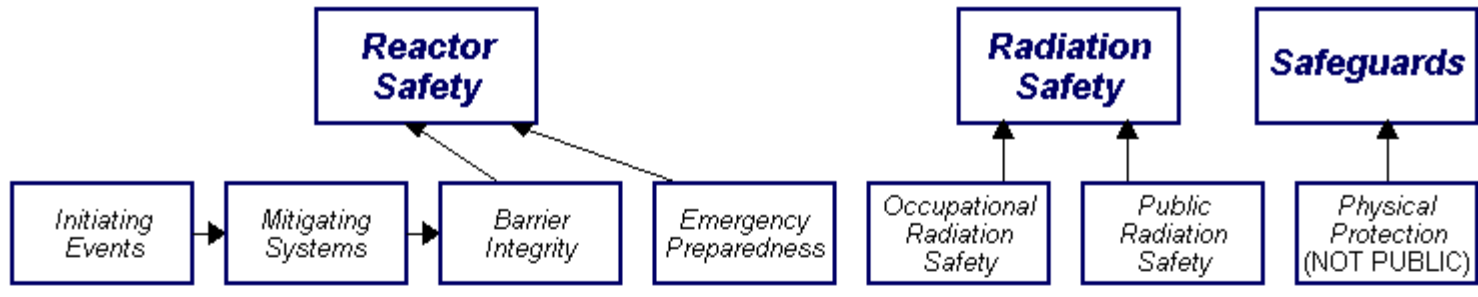 Reactor
Safety
Radiation
Safety
Safeguards
Initiating
Events
Mitigating
Systems
Barrier
Integrity
Emergency
Preparedness
Occupational
Radiation
Safety
Public
Radiation
Safety
Physical
Protection
(NOT PUBLIC)